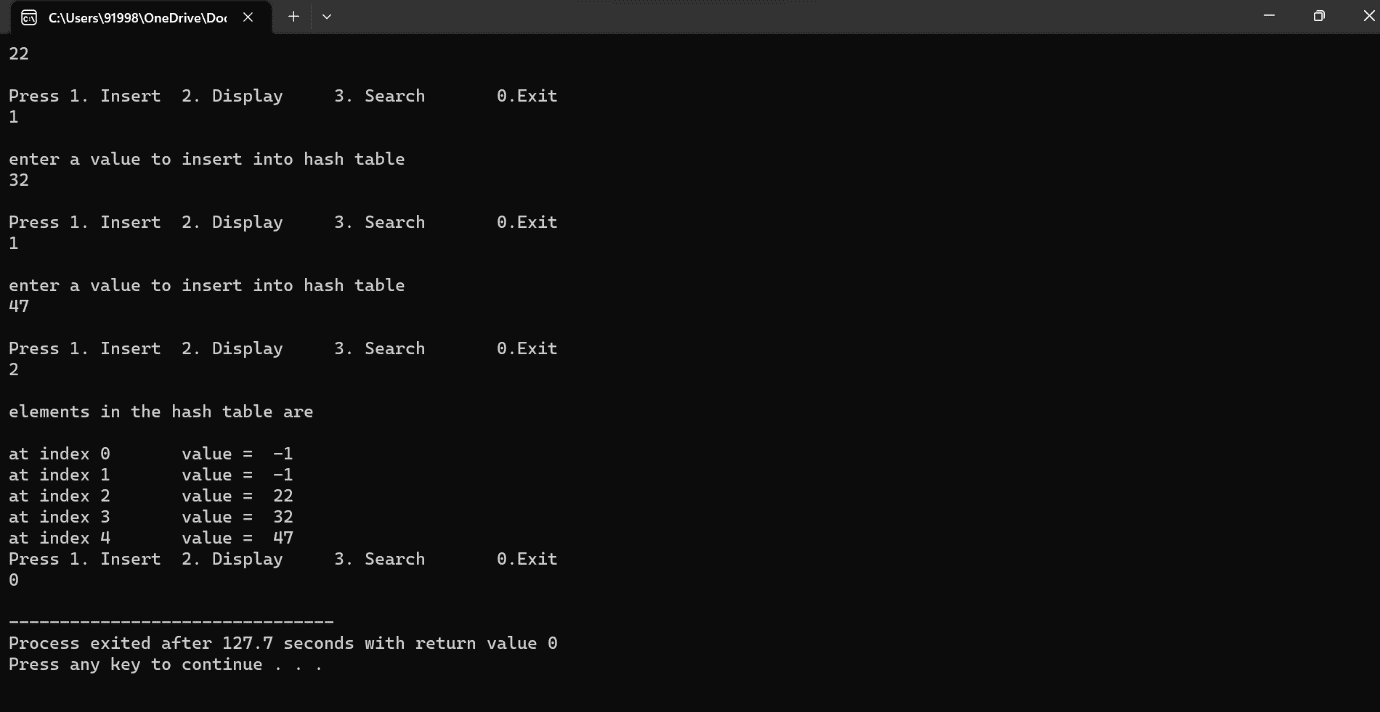 C:\Users\91998\OneDrive\Do
22
Press 1. Insert  2. Display     3. Search       0.Exit
1
enter a value to insert into hash table
32
Press 1. Insert  2. Display     3. Search       0.Exit
1
enter a value to insert into hash table
47
Press 1. Insert  2. Display     3. Search       0.Exit
2
elements in the hash table are
at index 0       value =  -1
at index 1       value =  -1
at index 2       value =  22
at index 3       value =  32
at index 4       value =  47
Press 1. Insert  2. Display     3. Search       0.Exit
0
--------------------------------
Process exited after 127.7 seconds with return value 0
Press any key to continue . . .